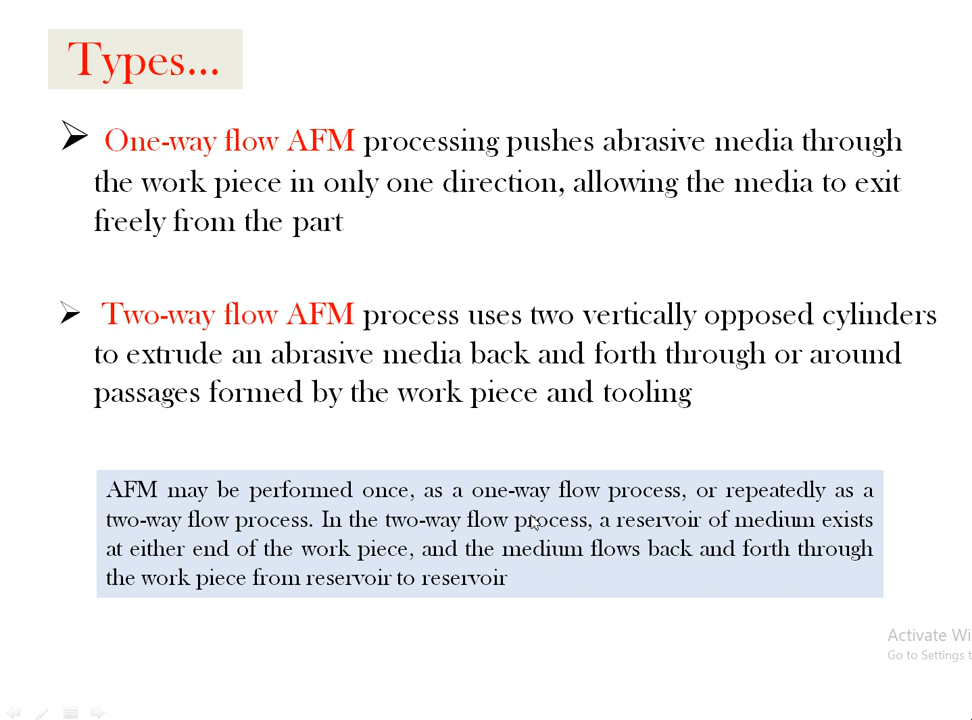 Types...
One-way flow AFM processing pushes abrasive media through
the work piece in only one direction, allowing the media to exit
freely from the part
Two-way flow AFM process uses two vertically opposed cylinders
to extrude an abrasive media back and forth through or around
passages formed by the work piece and tooling
AFM may be performed once, as a one-way flow process, or repeatedly as a
two-way flow process. In the two-way flow process, a reservoir of medium exists
at either end of the work piece, and the medium flows back and forth through
the work piece from reservoir to reservoir
Activate Wi
Go to Settings t